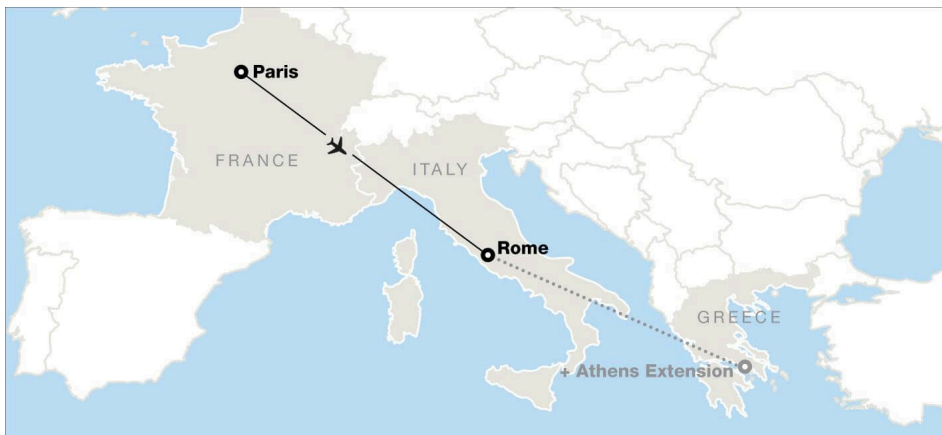 Paris
FRANCE
ITALY
Rome
GREECE
+ Athens Extension